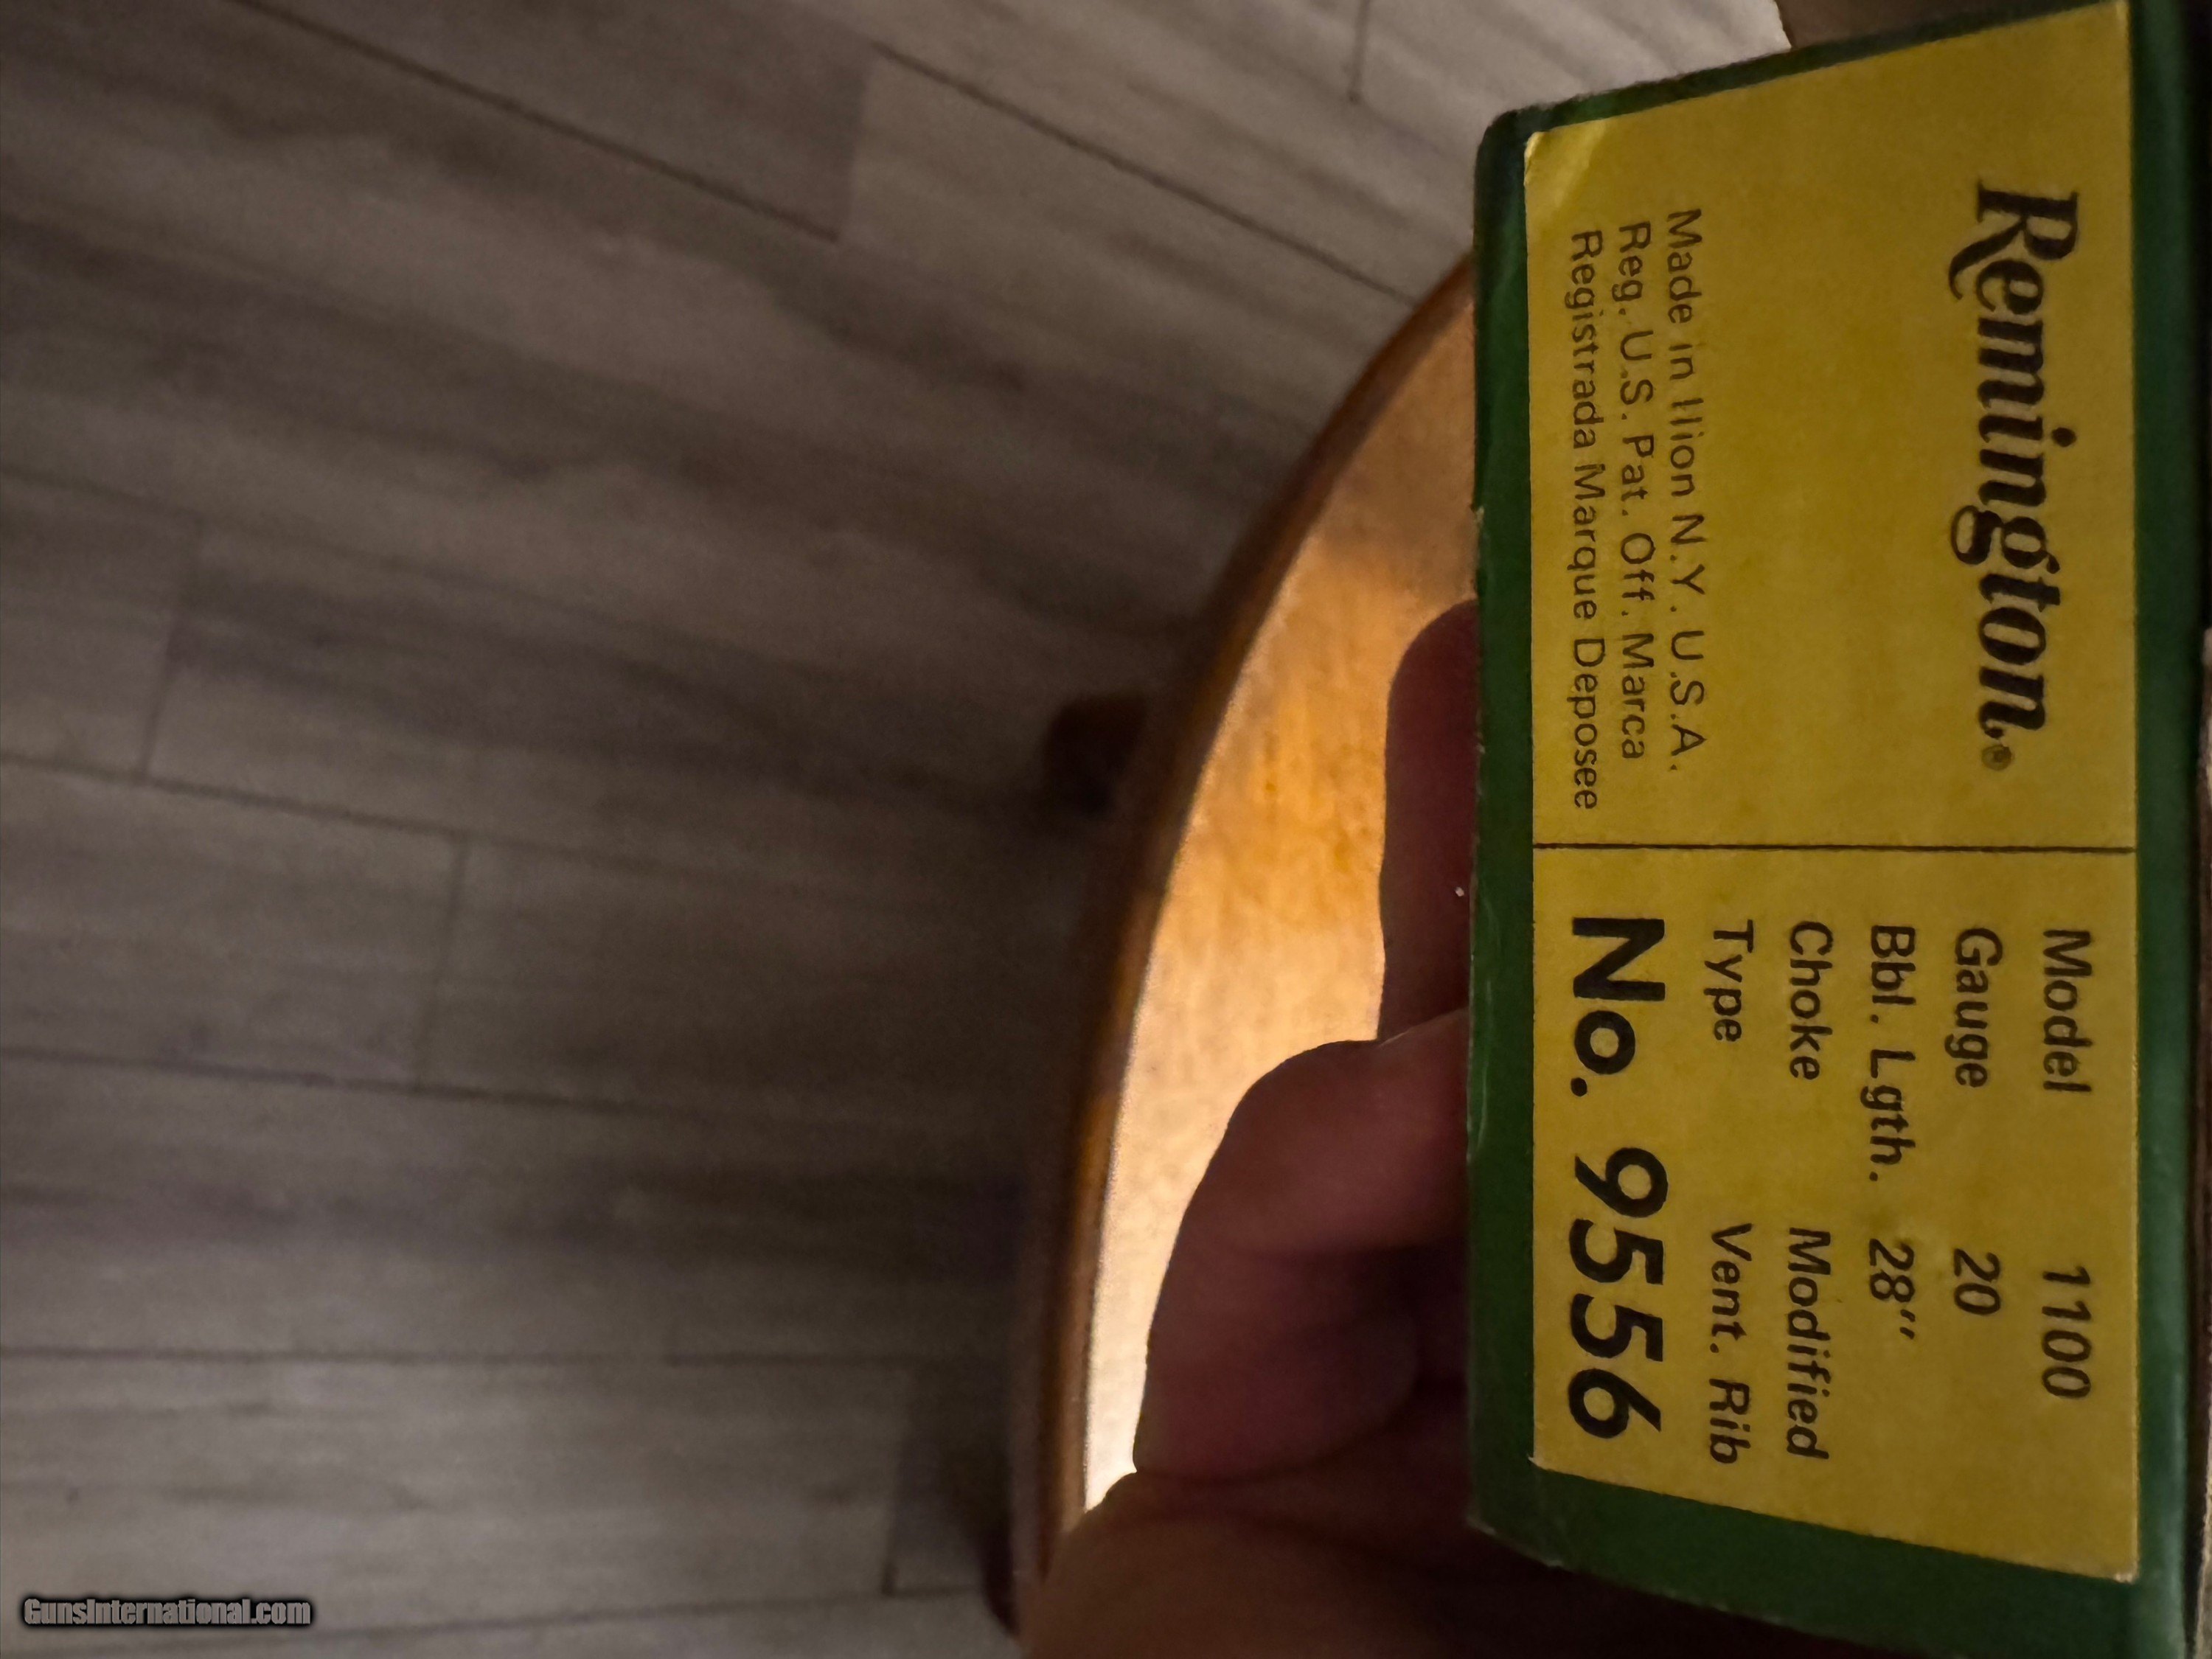 Remington.®
Made in Ilion N.Y. U.S.A.
Reg. U.S. Pat. Off. Marca
Registrada Marque Deposee
Model 1100
Gauge 20
Bbl. Lgth. 28"
Choke Modified
Type Vent. Rib
No. 9556
GunsInternational.com